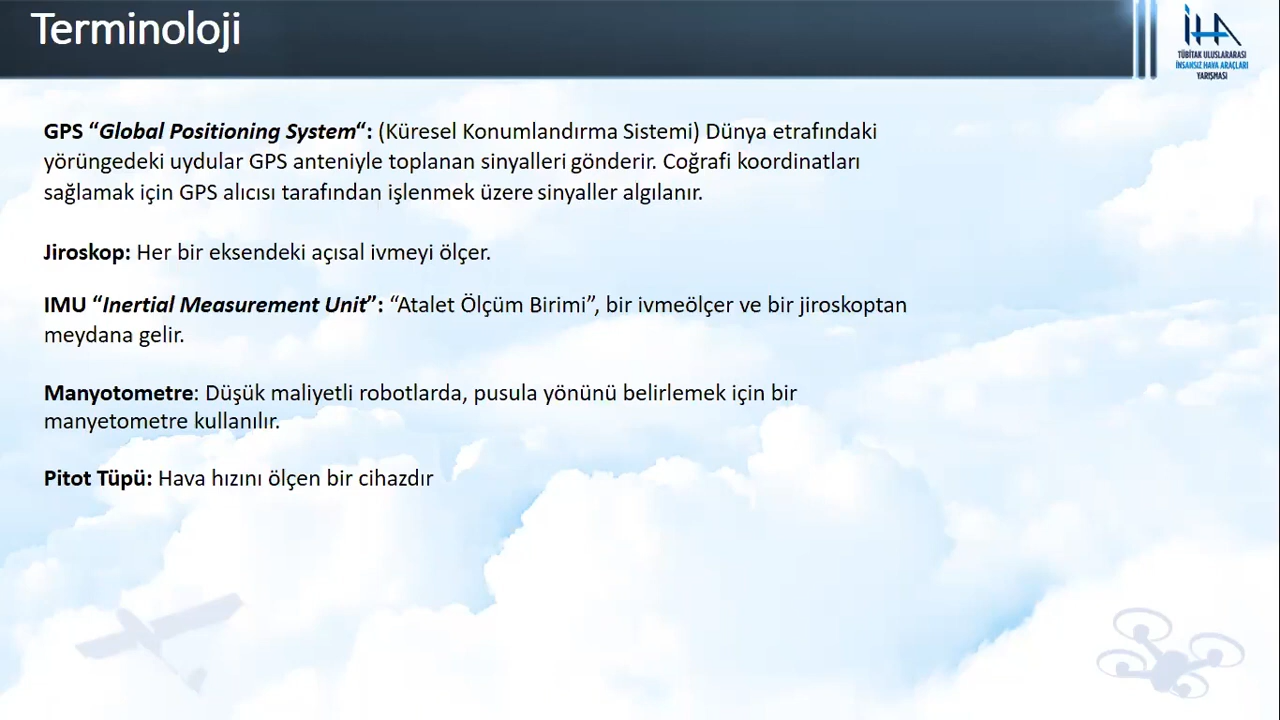 Terminoloji
İHA
TÜBİTAK ULUSLARARASI
İNSANSIZ HAVA ARAÇLARI
YARIŞMASI
GPS “Global Positioning System“: (Küresel Konumlandırma Sistemi) Dünya etrafındaki
yörüngedeki uydular GPS anteniyle toplanan sinyalleri gönderir. Coğrafi koordinatları
sağlamak için GPS alıcısı tarafından işlenmek üzere sinyaller algılanır.
Jiroskop: Her bir eksendeki açısal ivmeyi ölçer.
IMU “Inertial Measurement Unit”: “Atalet Ölçüm Birimi”, bir ivmeölçer ve bir jiroskoptan
meydana gelir.
Manyotometre: Düşük maliyetli robotlarda, pusula yönünü belirlemek için bir
manyetometre kullanılır.
Pitot Tüpü: Hava hızını ölçen bir cihazdır